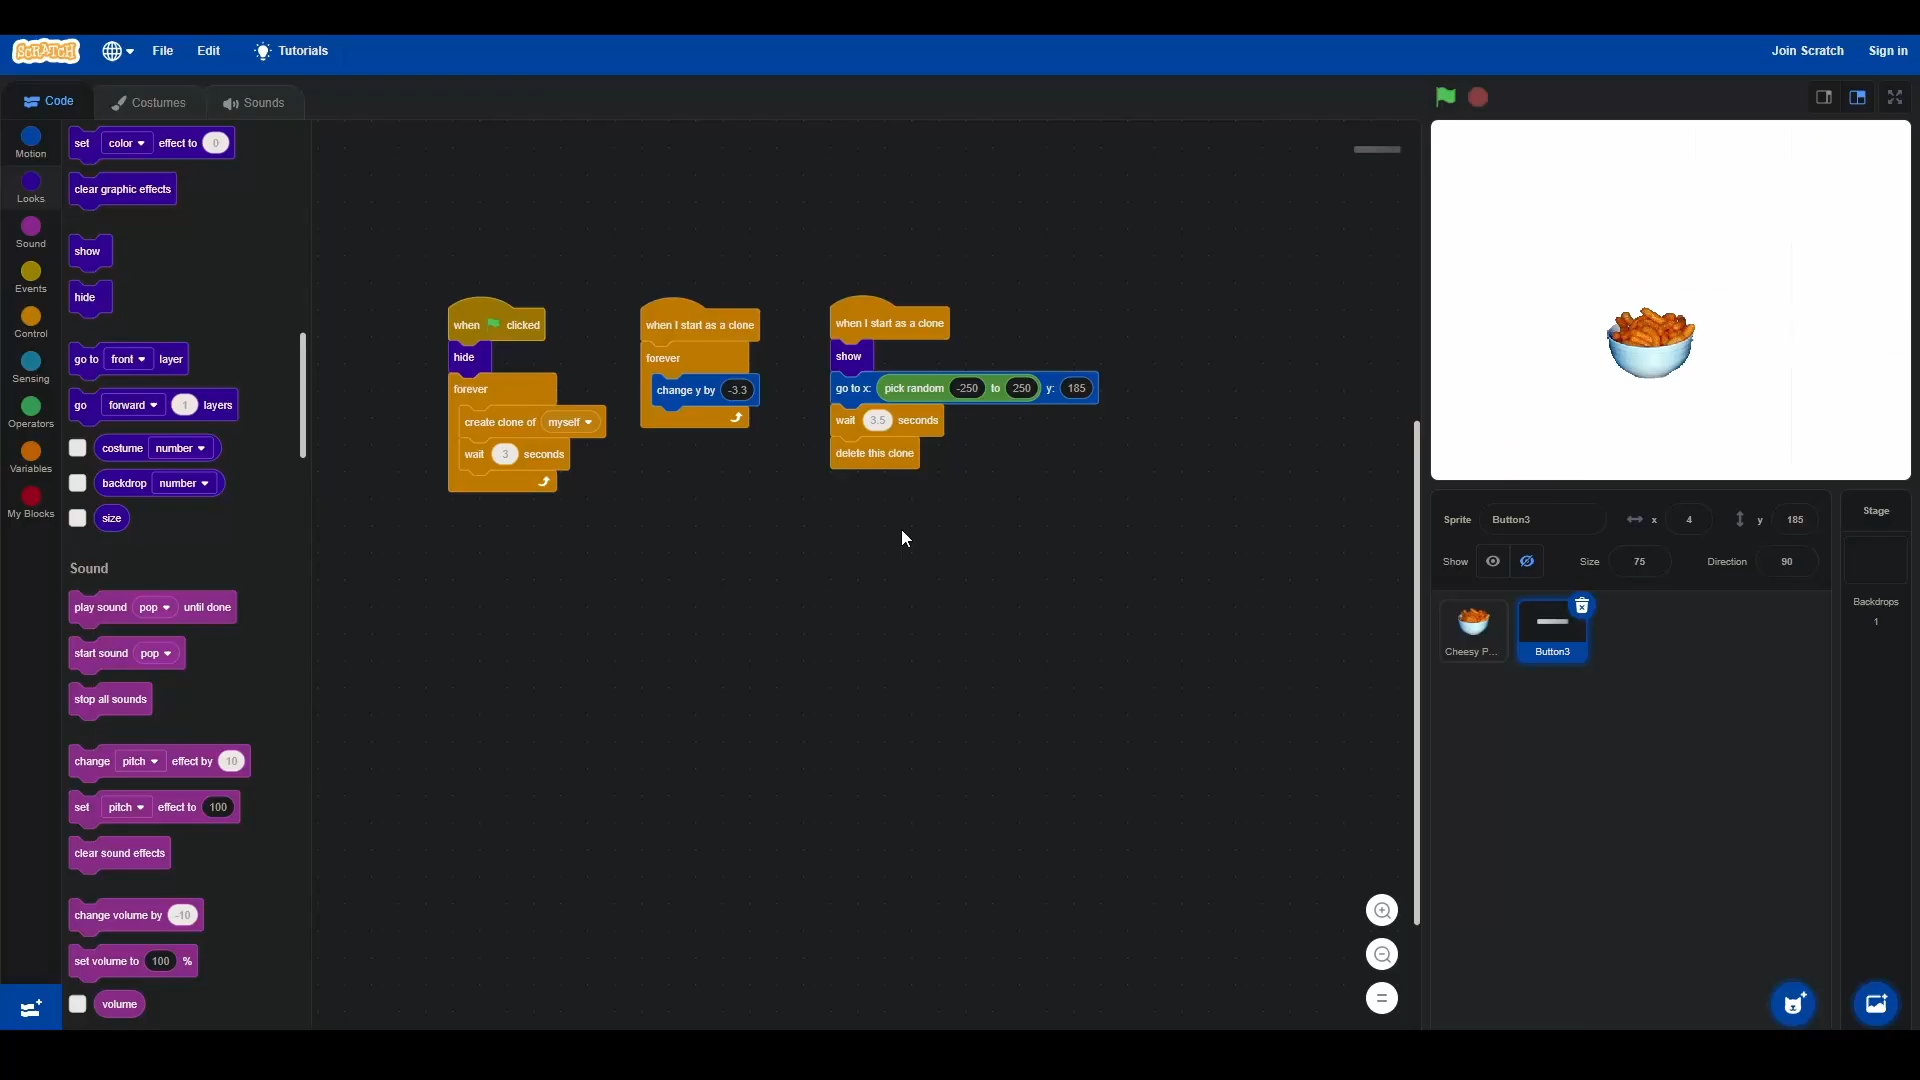 SCRATCH File Edit Tutorials Join Scratch Sign in
Code Costumes Sounds
Motion
Looks
Sound
Events
Control
Sensing
Operators
Variables
My Blocks
set color effect to 0
clear graphic effects
show
hide
go to front layer
go forward 1 layers
costume number
backdrop number
size
Sound
play sound pop until done
start sound pop
stop all sounds
change pitch effect by 10
set pitch effect to 100
clear sound effects
change volume by -10
set volume to 100 %
volume
when clicked
hide
forever
create clone of myself
wait 3 seconds
when I start as a clone
forever
change y by -3.3
when I start as a clone
show
go to x: pick random -250 to 250 y: 185
wait 3.5 seconds
delete this clone
Sprite Button3 x 4 y 185
Show Size 75 Direction 90
Cheesy P...
Button3
Stage
Backdrops
1